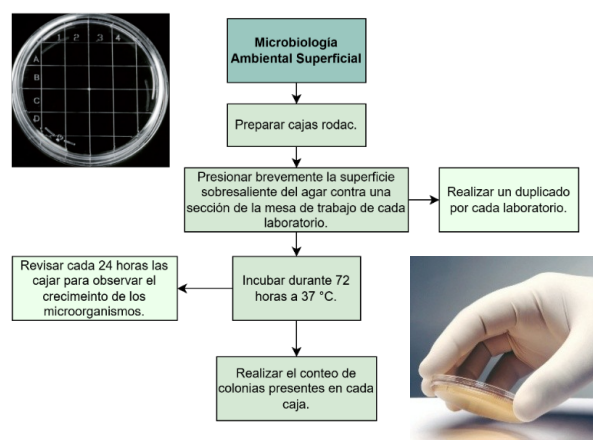 1 2 3 4
A
B
C
D
Microbiología
Ambiental Superficial
Preparar cajas rodac.
Presionar brevemente la superficie
sobresaliente del agar contra una
sección de la mesa de trabajo de cada
laboratorio.
Realizar un duplicado
por cada laboratorio.
Revisar cada 24 horas las
cajar para observar el
crecimeinto de los
microorganismos.
Incubar durante 72
horas a 37 °C.
Realizar el conteo de
colonias presentes en cada
caja.